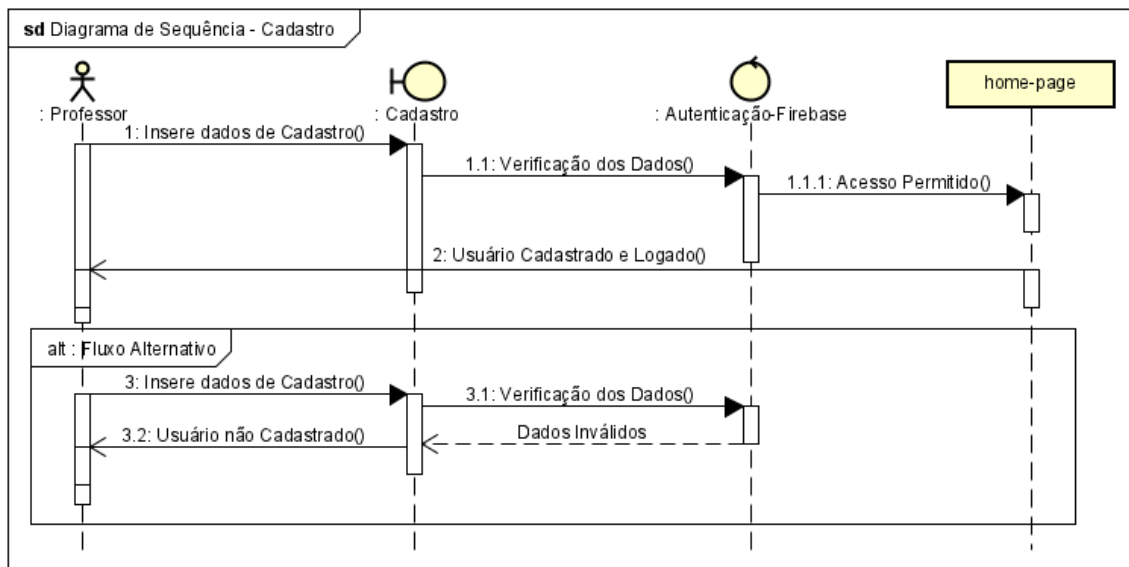 sd Diagrama de Sequência - Cadastro
: Professor
: Cadastro
: Autenticação-Firebase
home-page
1: Insere dados de Cadastro()
1.1: Verificação dos Dados()
1.1.1: Acesso Permitido()
2: Usuário Cadastrado e Logado()
alt : Fluxo Alternativo
3: Insere dados de Cadastro()
3.1: Verificação dos Dados()
Dados Inválidos
3.2: Usuário não Cadastrado()